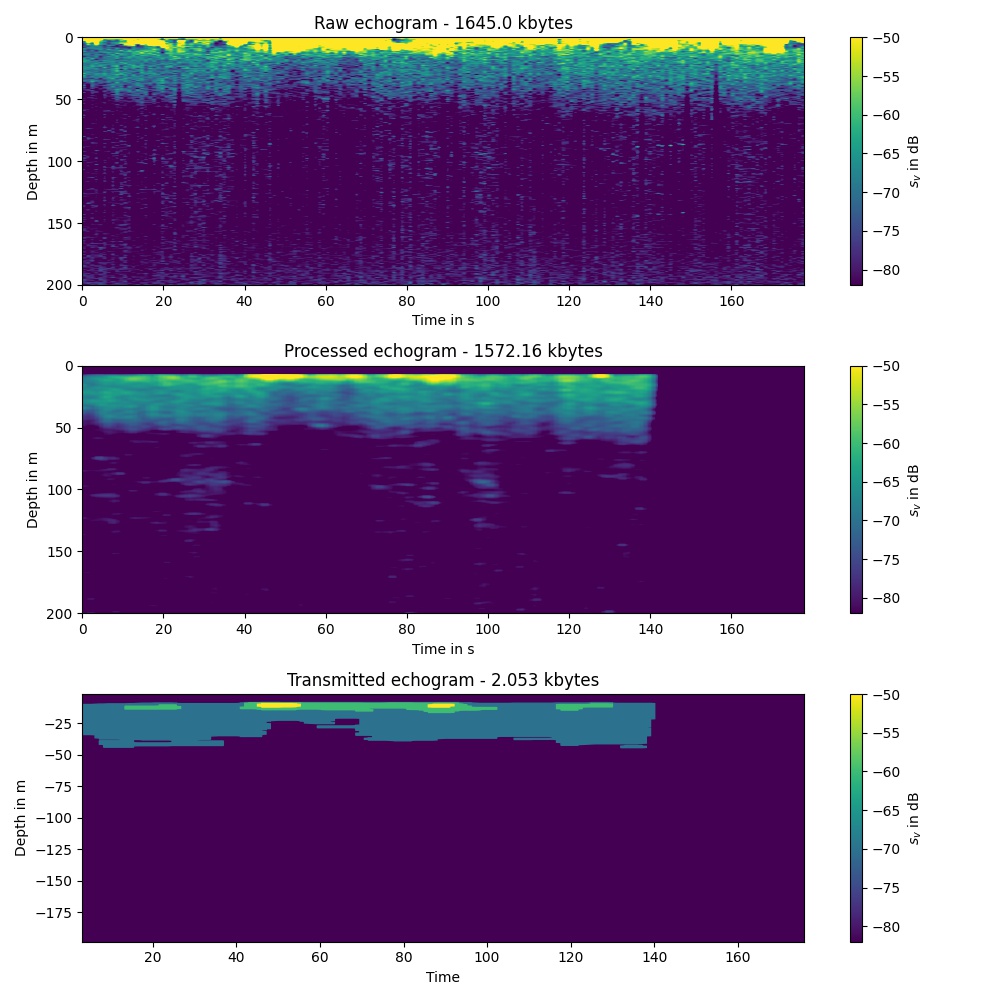 Raw echogram - 1645.0 kbytes
0
50
100
150
200
Depth in m
0 20 40 60 80 100 120 140 160
Time in s
−50
−55
−60
−65
−70
−75
−80
sv in dB
Processed echogram - 1572.16 kbytes
0
50
100
150
200
Depth in m
0 20 40 60 80 100 120 140 160
Time in s
−50
−55
−60
−65
−70
−75
−80
sv in dB
Transmitted echogram - 2.053 kbytes
−25
−50
−75
−100
−125
−150
−175
Depth in m
20 40 60 80 100 120 140 160
Time
−50
−55
−60
−65
−70
−75
−80
sv in dB